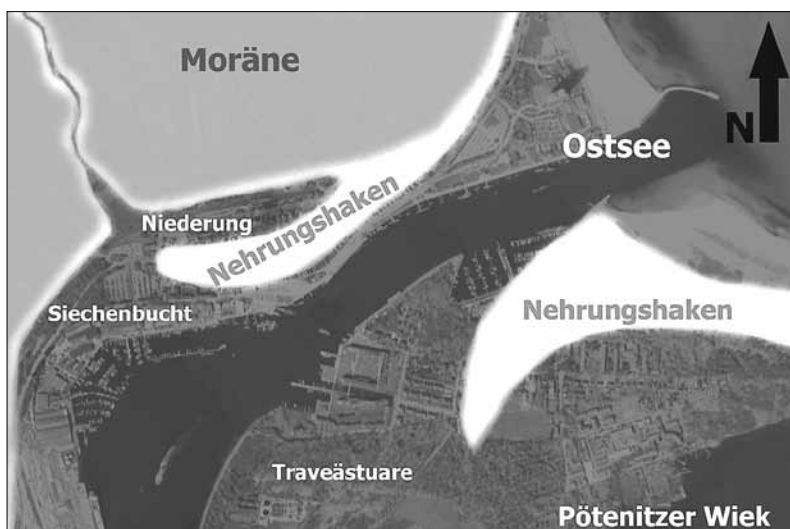 Moräne
N
Ostsee
Niederung
Nehrungshaken
Siechenbucht
Nehrungshaken
Traveästuare
Pötenitzer Wiek